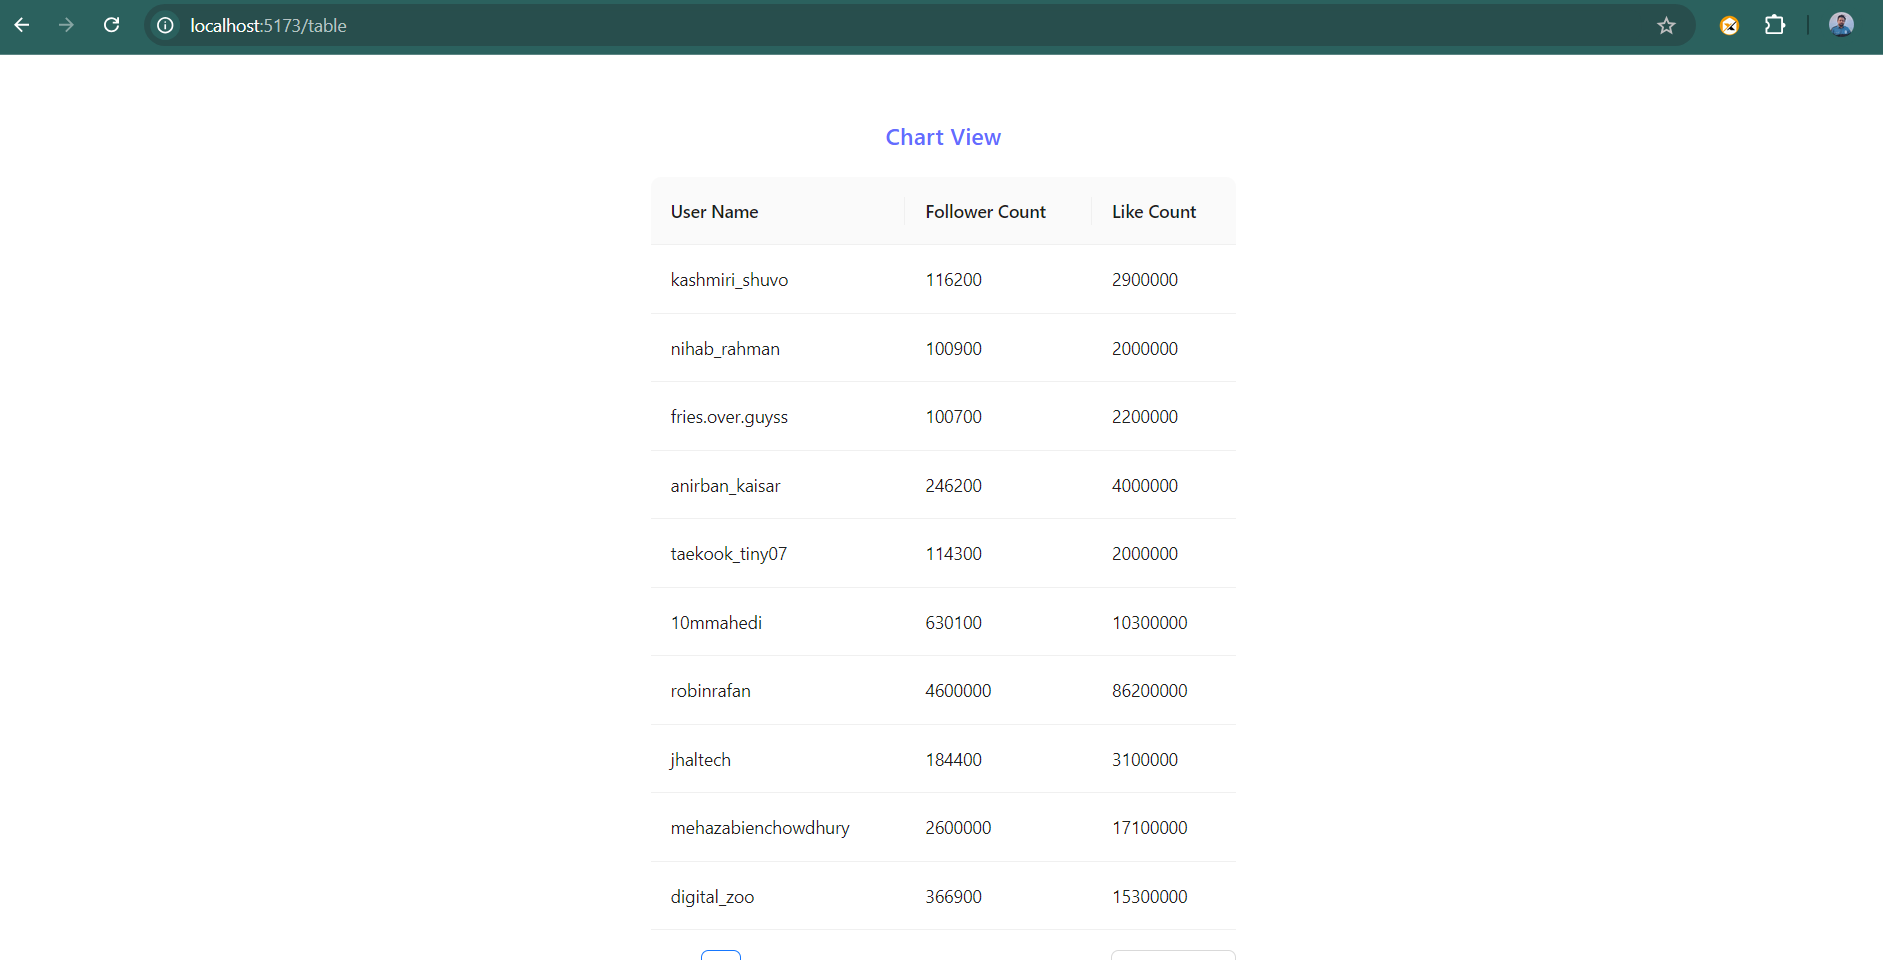 localhost:5173/table
Chart View
User Name Follower Count Like Count
kashmiri_shuvo 116200 2900000
nihab_rahman 100900 2000000
fries.over.guyss 100700 2200000
anirban_kaisar 246200 4000000
taekook_tiny07 114300 2000000
10mmahedi 630100 10300000
robinrafan 4600000 86200000
jhaltech 184400 3100000
mehazabienchowdhury 2600000 17100000
digital_zoo 366900 15300000